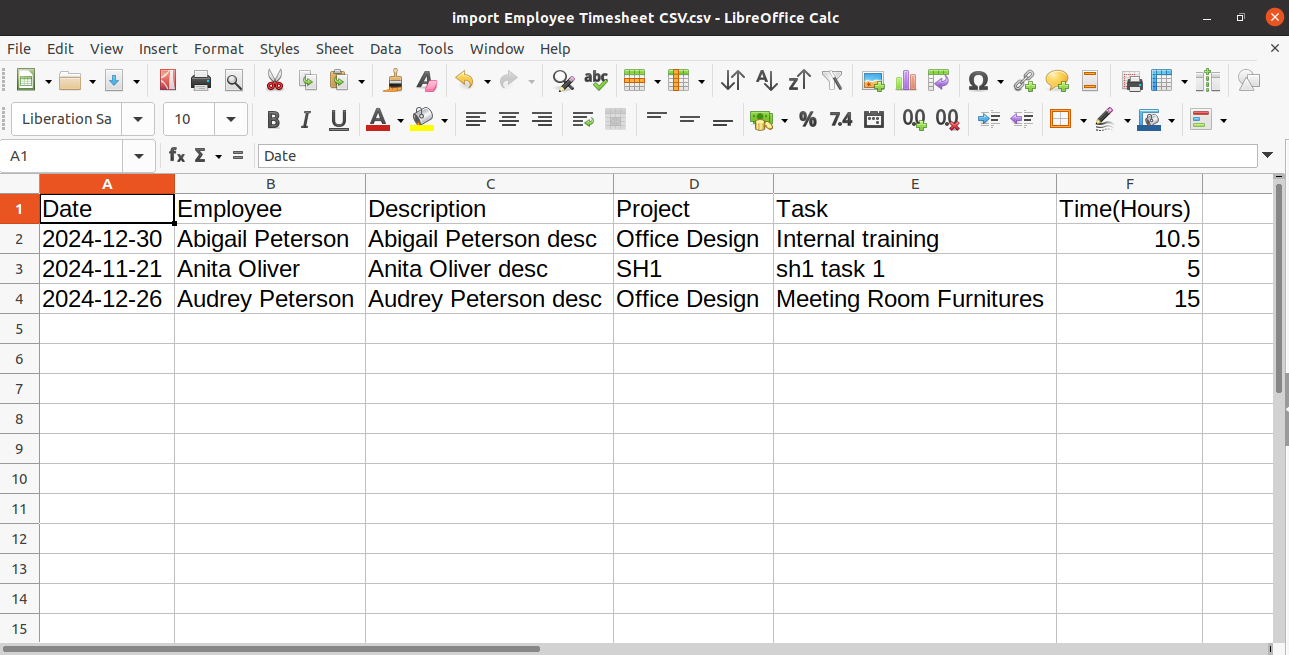 import Employee Timesheet CSV.csv - LibreOffice Calc
File Edit View Insert Format Styles Sheet Data Tools Window Help
abc
Liberation Sa 10 B I U A % 7.4 0.0 0.0
A1 fx Σ = Date
A B C D E F
1 Date Employee Description Project Task Time(Hours)
2 2024-12-30 Abigail Peterson Abigail Peterson desc Office Design Internal training 10.5
3 2024-11-21 Anita Oliver Anita Oliver desc SH1 sh1 task 1 5
4 2024-12-26 Audrey Peterson Audrey Peterson desc Office Design Meeting Room Furnitures 15
5
6
7
8
9
10
11
12
13
14
15